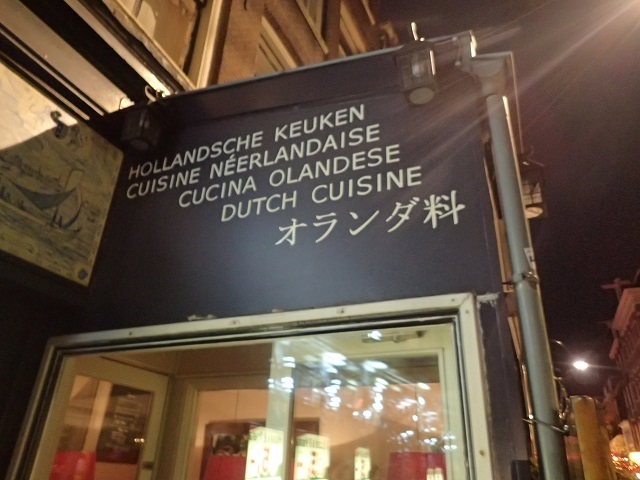 HOLLANDSCHE KEUKEN
CUISINE NÉERLANDAISE
CUCINA OLANDESE
DUTCH CUISINE
オランダ料